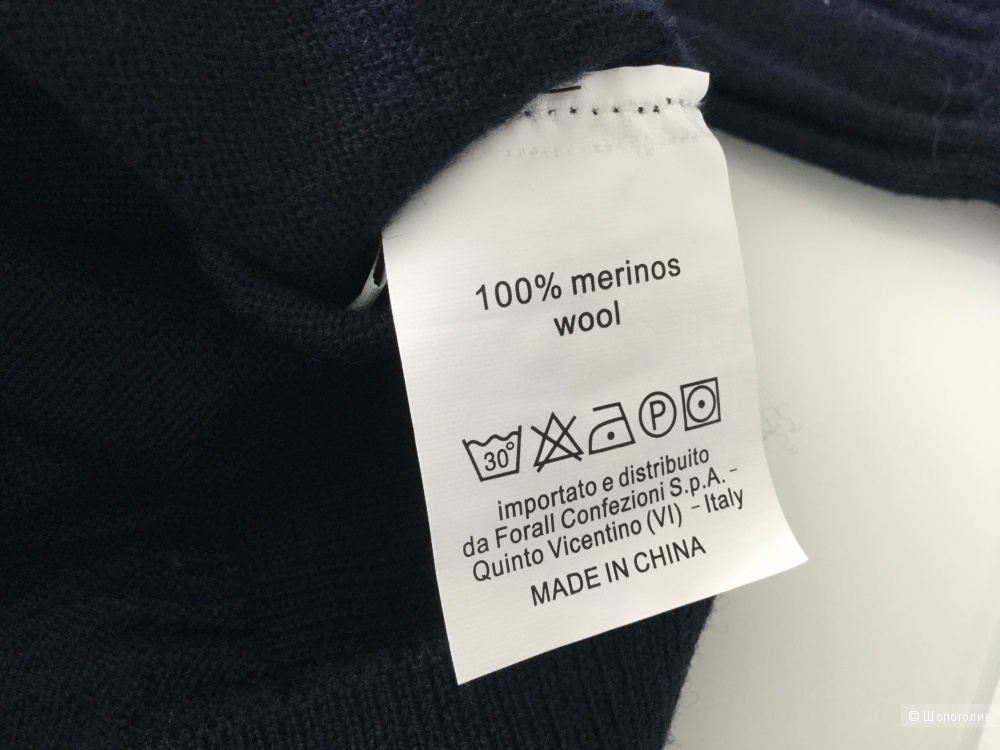 100% merinos
wool
30°
P
importato e distribuito
da Forall Confezioni S.p.A. -
Quinto Vicentino (VI) - Italy
MADE IN CHINA
© Шопоголик